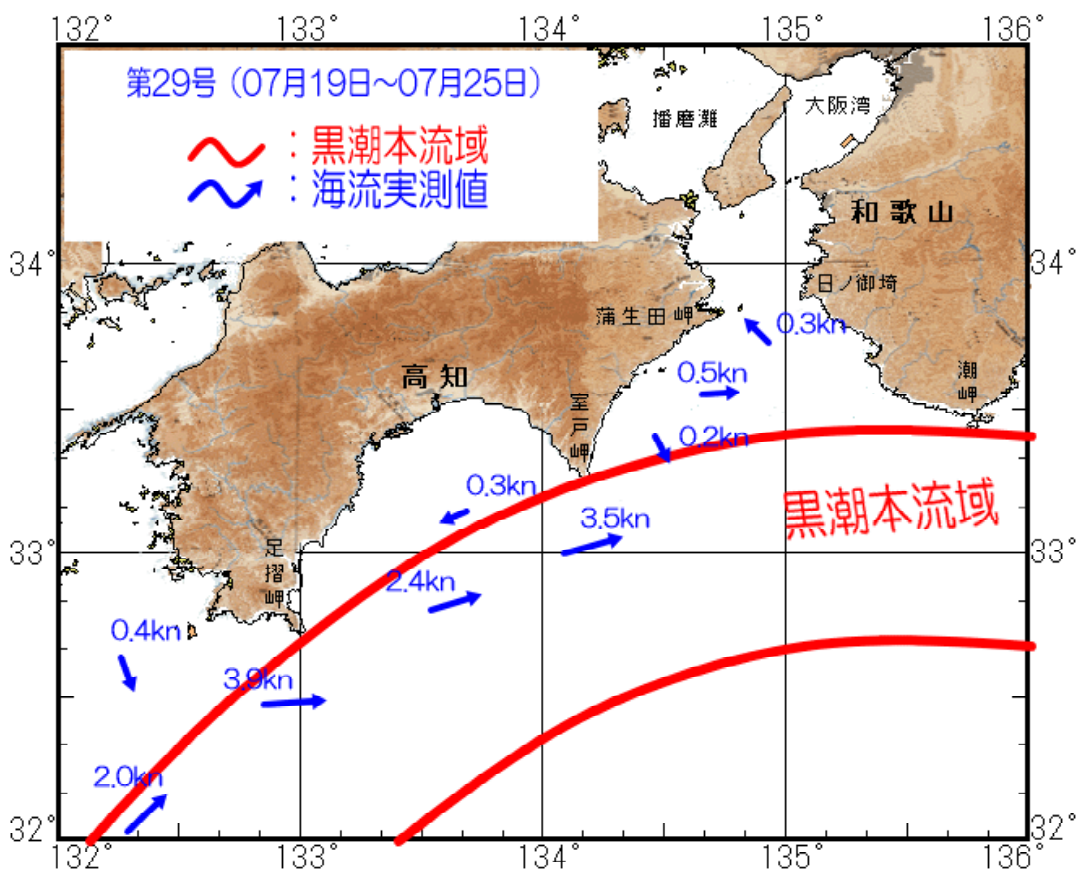 132° 133° 134° 135° 136°
第29号（07月19日～07月25日）
：黒潮本流域
：海流実測値
播磨灘
大阪湾
和歌山
34° 34°
日ノ御埼
蒲生田岬
0.3kn
潮岬
0.5kn
高知
室戸岬
0.2kn
0.3kn
黒潮本流域
3.5kn
33° 33°
足摺岬
2.4kn
0.4kn
3.9kn
2.0kn
32° 32°
132° 133° 134° 135° 136°